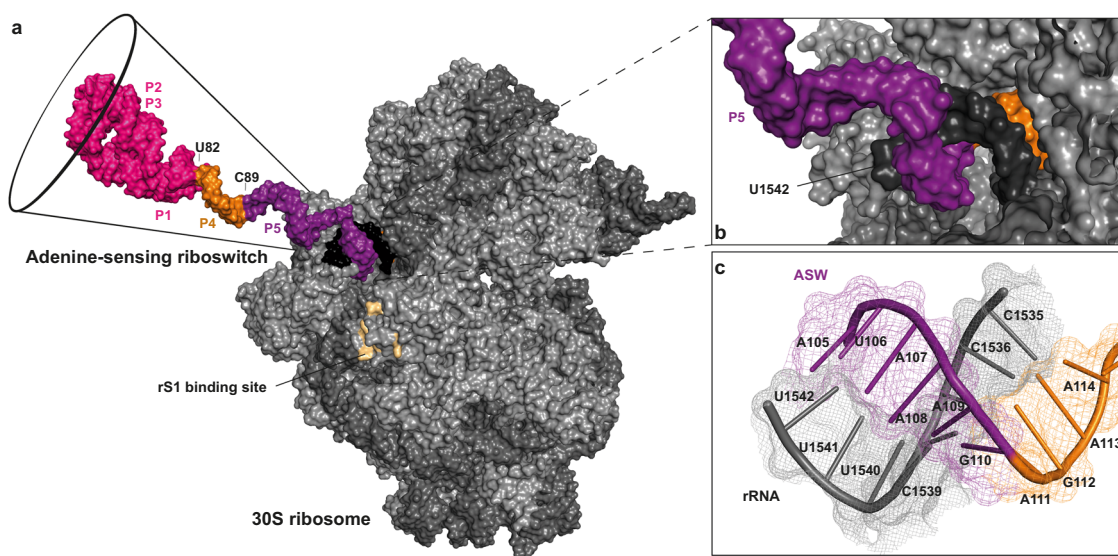 a
P2
P3
U82
C89
P1
P4
P5
Adenine-sensing riboswitch
rS1 binding site
30S ribosome
P5
U1542
b
c
ASW
C1535
A105
U106
C1536
A107
A114
U1542
A109
A108
A113
U1541
G110
U1540
G112
C1539
A111
rRNA